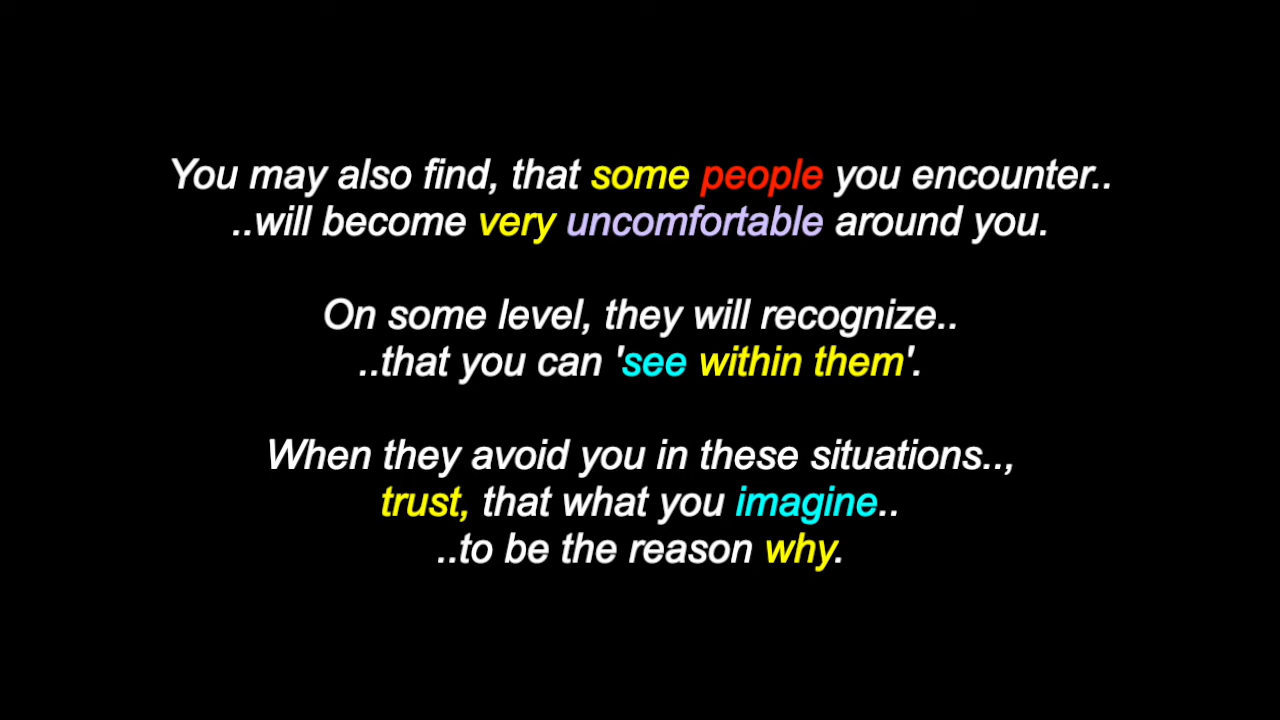 You may also find, that some people you encounter..
..will become very uncomfortable around you.
On some level, they will recognize..
..that you can 'see within them'.
When they avoid you in these situations..,
trust, that what you imagine..
..to be the reason why.